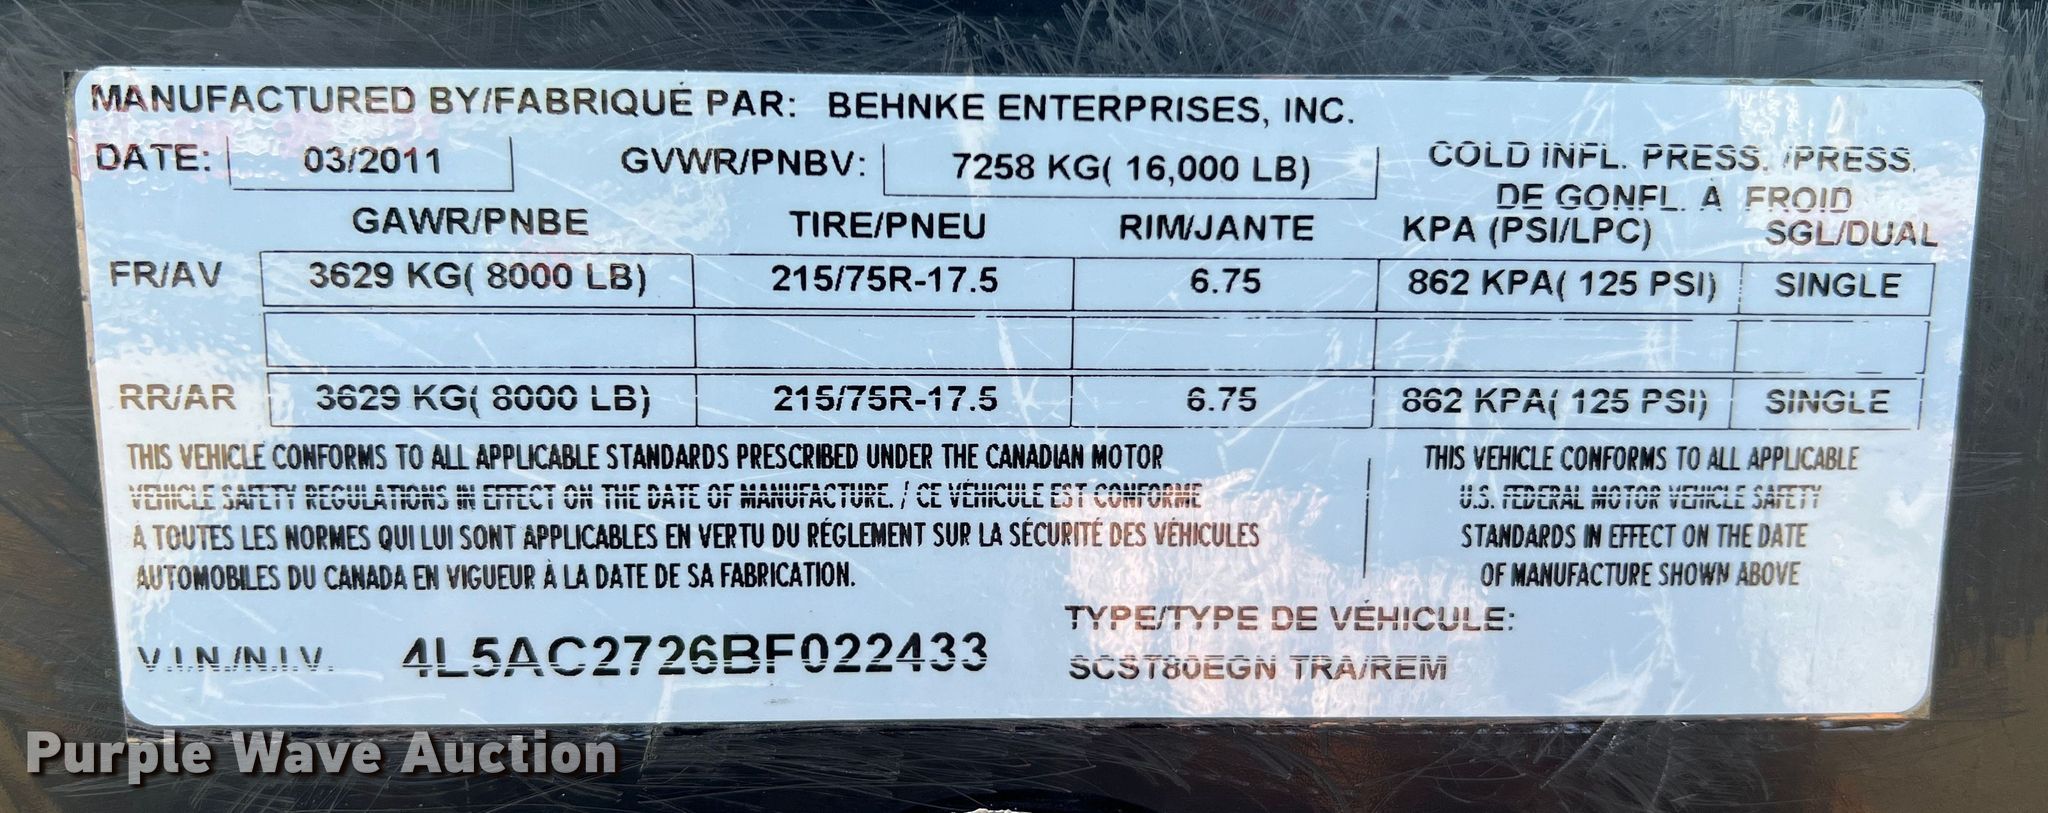 MANUFACTURED BY/FABRIQUÉ PAR: BEHNKE ENTERPRISES, INC.
DATE: 03/2011 GVWR/PNBV: 7258 KG( 16,000 LB) COLD INFL. PRESS. /PRESS.
DE GONFL. À FROID
GAWR/PNBE TIRE/PNEU RIM/JANTE KPA (PSI/LPC) SGL/DUAL
FR/AV 3629 KG( 8000 LB) 215/75R-17.5 6.75 862 KPA( 125 PSI) SINGLE
RR/AR 3629 KG( 8000 LB) 215/75R-17.5 6.75 862 KPA( 125 PSI) SINGLE
THIS VEHICLE CONFORMS TO ALL APPLICABLE STANDARDS PRESCRIBED UNDER THE CANADIAN MOTOR
VEHICLE SAFETY REGULATIONS IN EFFECT ON THE DATE OF MANUFACTURE. / CE VÉHICULE EST CONFORME
À TOUTES LES NORMES QUI LUI SONT APPLICABLES EN VERTU DU RÉGLEMENT SUR LA SÉCURITÉ DES VÉHICULES
AUTOMOBILES DU CANADA EN VIGUEUR À LA DATE DE SA FABRICATION.
THIS VEHICLE CONFORMS TO ALL APPLICABLE
U.S. FEDERAL MOTOR VEHICLE SAFETY
STANDARDS IN EFFECT ON THE DATE
OF MANUFACTURE SHOWN ABOVE
V.I.N./N.I.V. 4L5AC2726BF022433
TYPE/TYPE DE VÉHICULE:
SCST80EGN TRA/REM
Purple Wave Auction